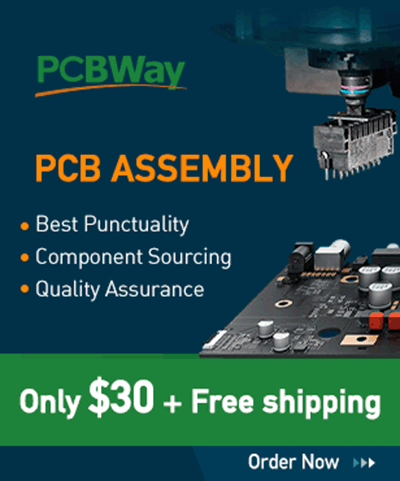 PCBWay
PCB ASSEMBLY
Best Punctuality
Component Sourcing
Quality Assurance
Only $30 + Free shipping
Order Now